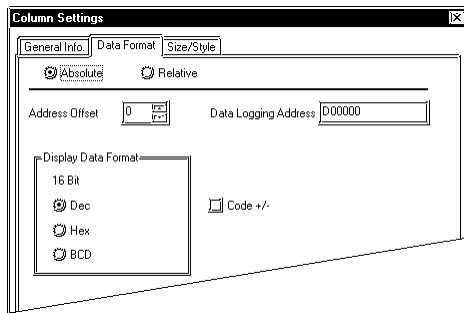 Column Settings
General Info. Data Format Size/Style
Absolute Relative
Address Offset 0 Data Logging Address D00000
Display Data Format
16 Bit
Dec Code +/-
Hex
BCD